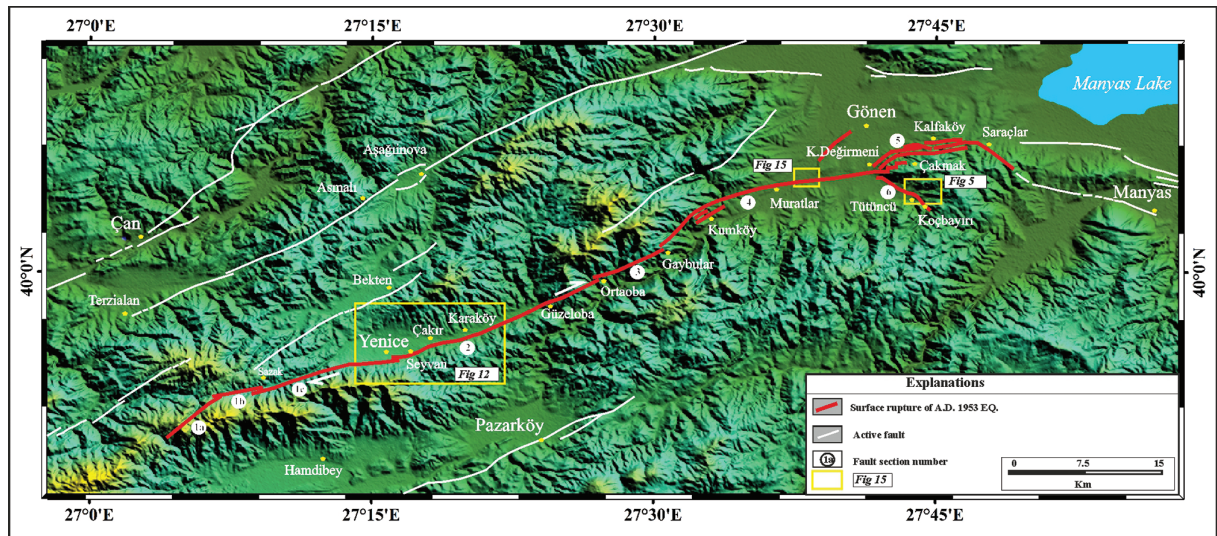 27°0'E
27°15'E
27°30'E
27°45'E
Manyas Lake
Gönen
Kalfaköy
5
Saraçlar
Aşağıınova
K.Değirmeni
Çakmak
Fig 15
Fig 5
Asmalı
6
Manyas
Muratlar
Tütüncü
4
Koçbayırı
Çan
Kumköy
40°0'N
Gaybular
3
40°0'N
Bekten
Ortaoba
Terzialan
Güzeloba
Karaköy
Yenice
Çakır
2
Seyvan
Sazak
Fig 12
1c
1b
1a
Pazarköy
Hamdibey
Explanations
Surface rupture of A.D. 1953 EQ.
Active fault
1a
Fault section number
Fig 15
0 7.5 15
Km
27°0'E
27°15'E
27°30'E
27°45'E